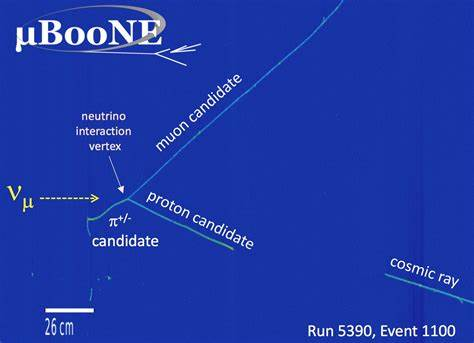 µBooNE
muon candidate
neutrino
interaction
vertex
νμ
π+/-
candidate
proton candidate
cosmic ray
26 cm
Run 5390, Event 1100